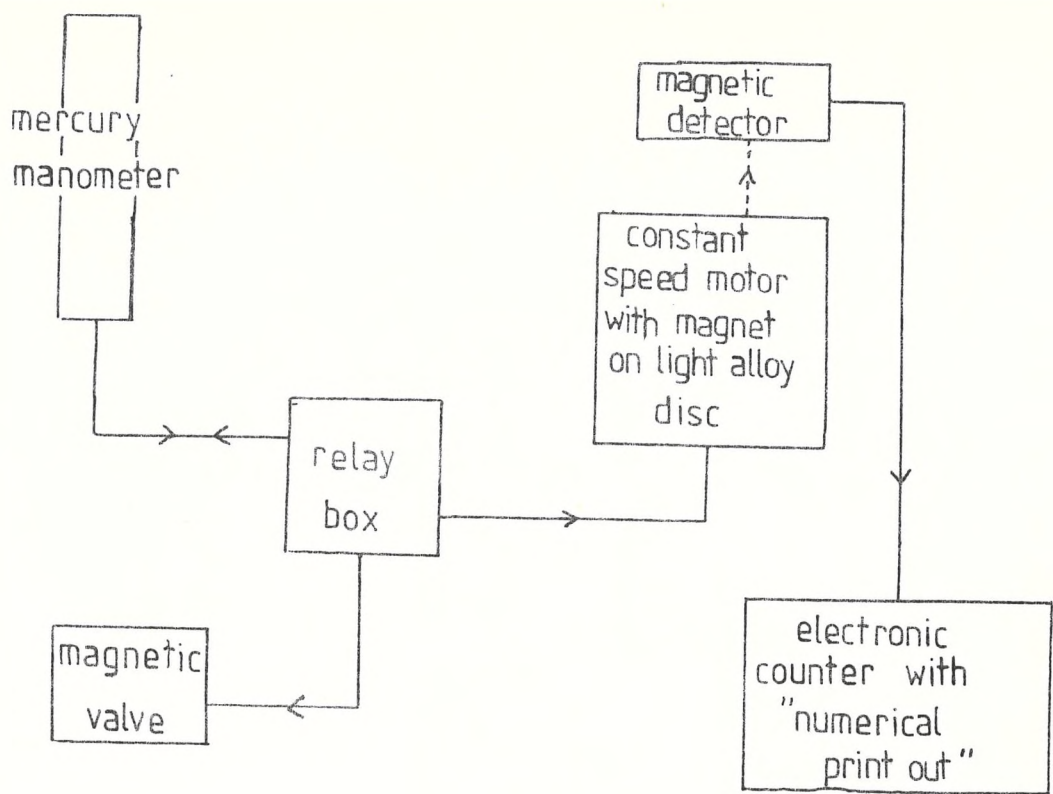 mercury
manometer
magnetic
detector
constant
speed motor
with magnet
on light alloy
disc
relay
box
magnetic
valve
electronic
counter with
"numerical
print out"